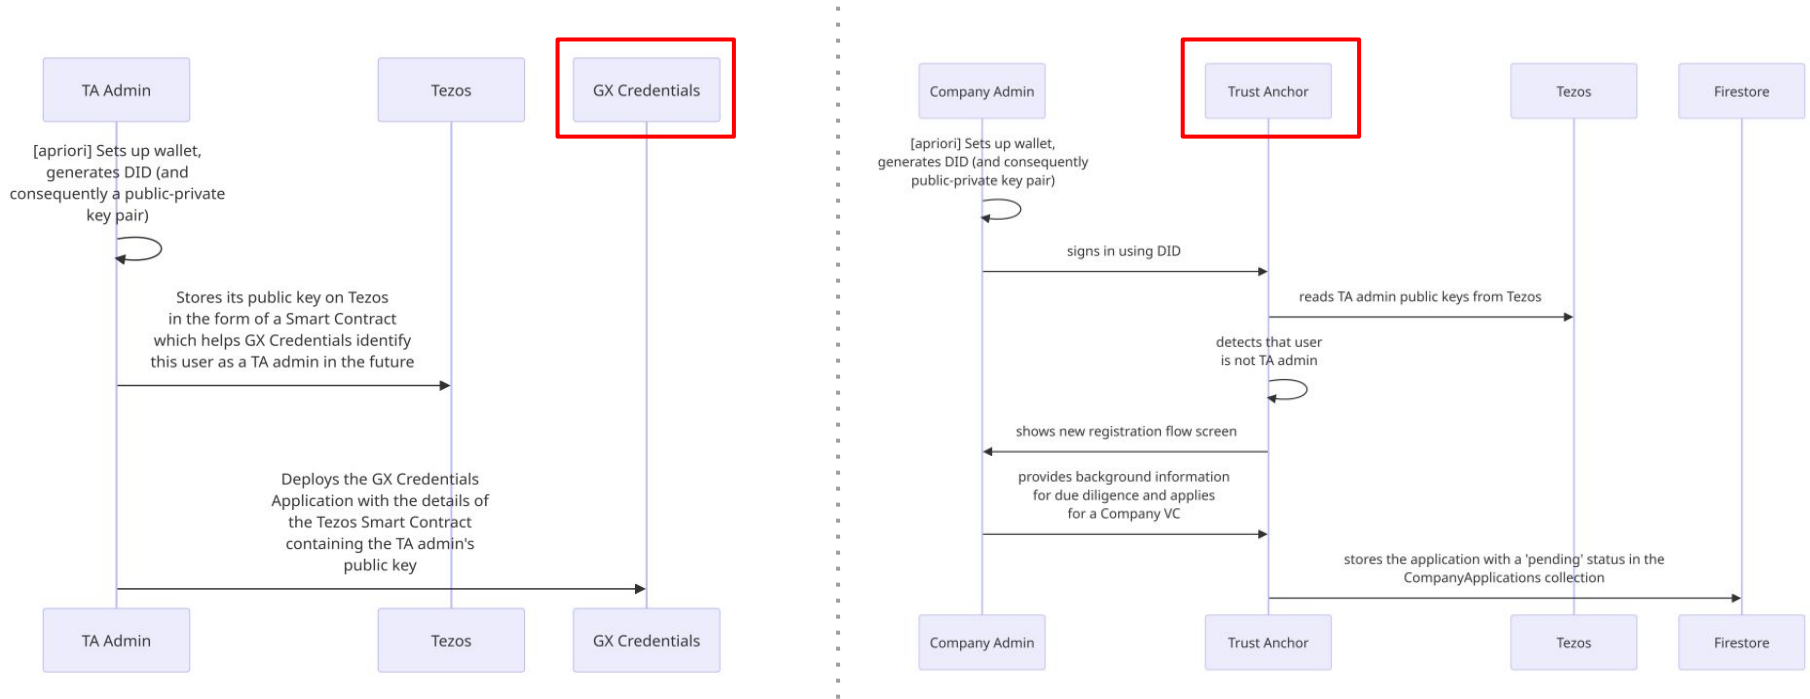 TA Admin
Tezos
GX Credentials
[apriori] Sets up wallet,
generates DID (and
consequently a public-private
key pair)
Stores its public key on Tezos
in the form of a Smart Contract
which helps GX Credentials identify
this user as a TA admin in the future
Deploys the GX Credentials
Application with the details of
the Tezos Smart Contract
containing the TA admin's
public key
TA Admin
Tezos
GX Credentials
Company Admin
Trust Anchor
Tezos
Firestore
[apriori] Sets up wallet,
generates DID (and consequently
public-private key pair)
signs in using DID
reads TA admin public keys from Tezos
detects that user
is not TA admin
shows new registration flow screen
provides background information
for due diligence and applies
for a Company VC
stores the application with a 'pending' status in the
CompanyApplications collection
Company Admin
Trust Anchor
Tezos
Firestore